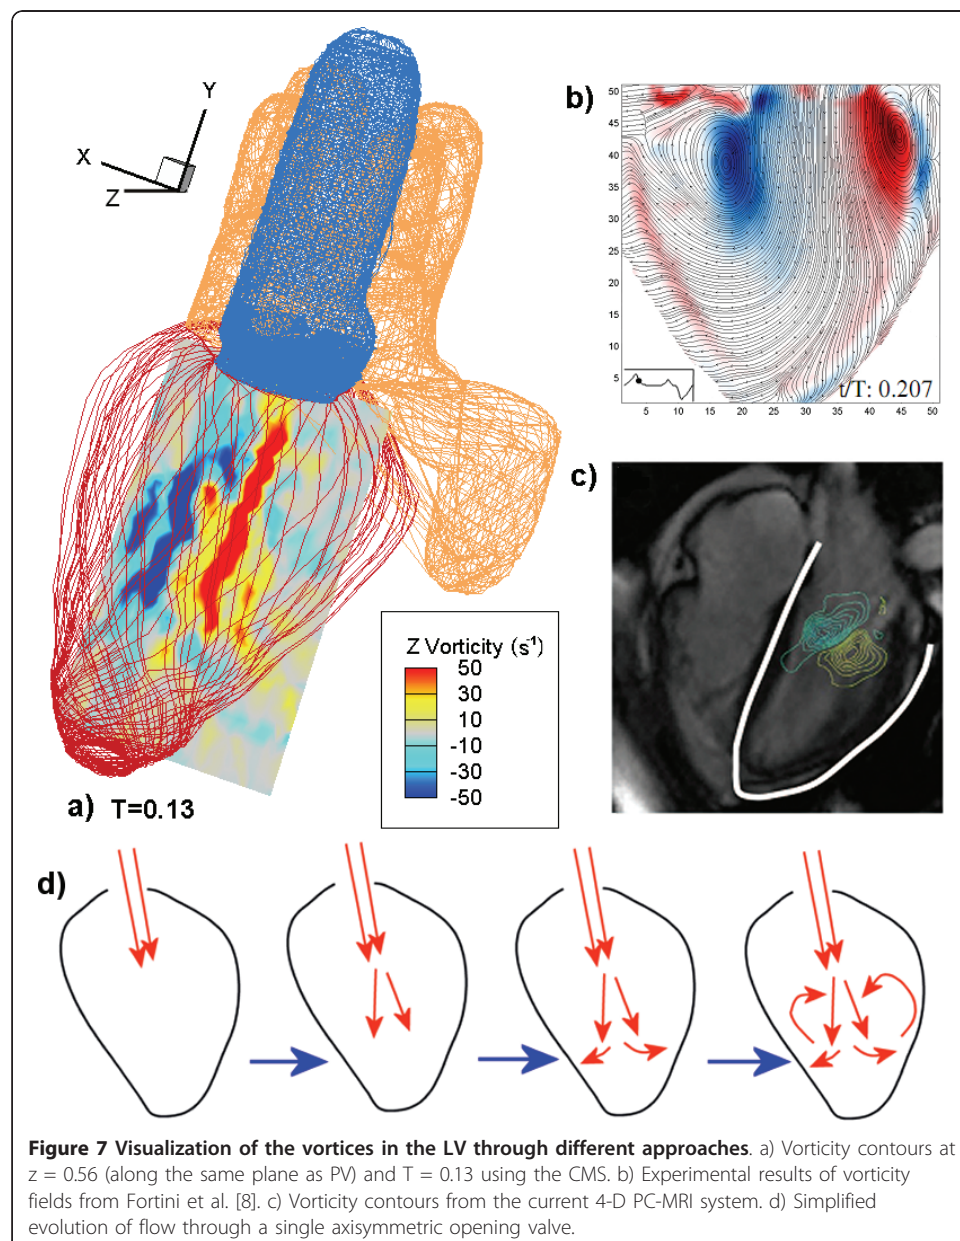 Y
X
Z
b)
50
45
40
35
30
25
20
15
10
5
t/T: 0.207
5 10 15 20 25 30 35 40 45 50
c)
Z Vorticity (s⁻¹)
50
30
10
-10
-30
-50
a) T=0.13
d)
Figure 7 Visualization of the vortices in the LV through different approaches. a) Vorticity contours at
z = 0.56 (along the same plane as PV) and T = 0.13 using the CMS. b) Experimental results of vorticity
fields from Fortini et al. [8]. c) Vorticity contours from the current 4-D PC-MRI system. d) Simplified
evolution of flow through a single axisymmetric opening valve.